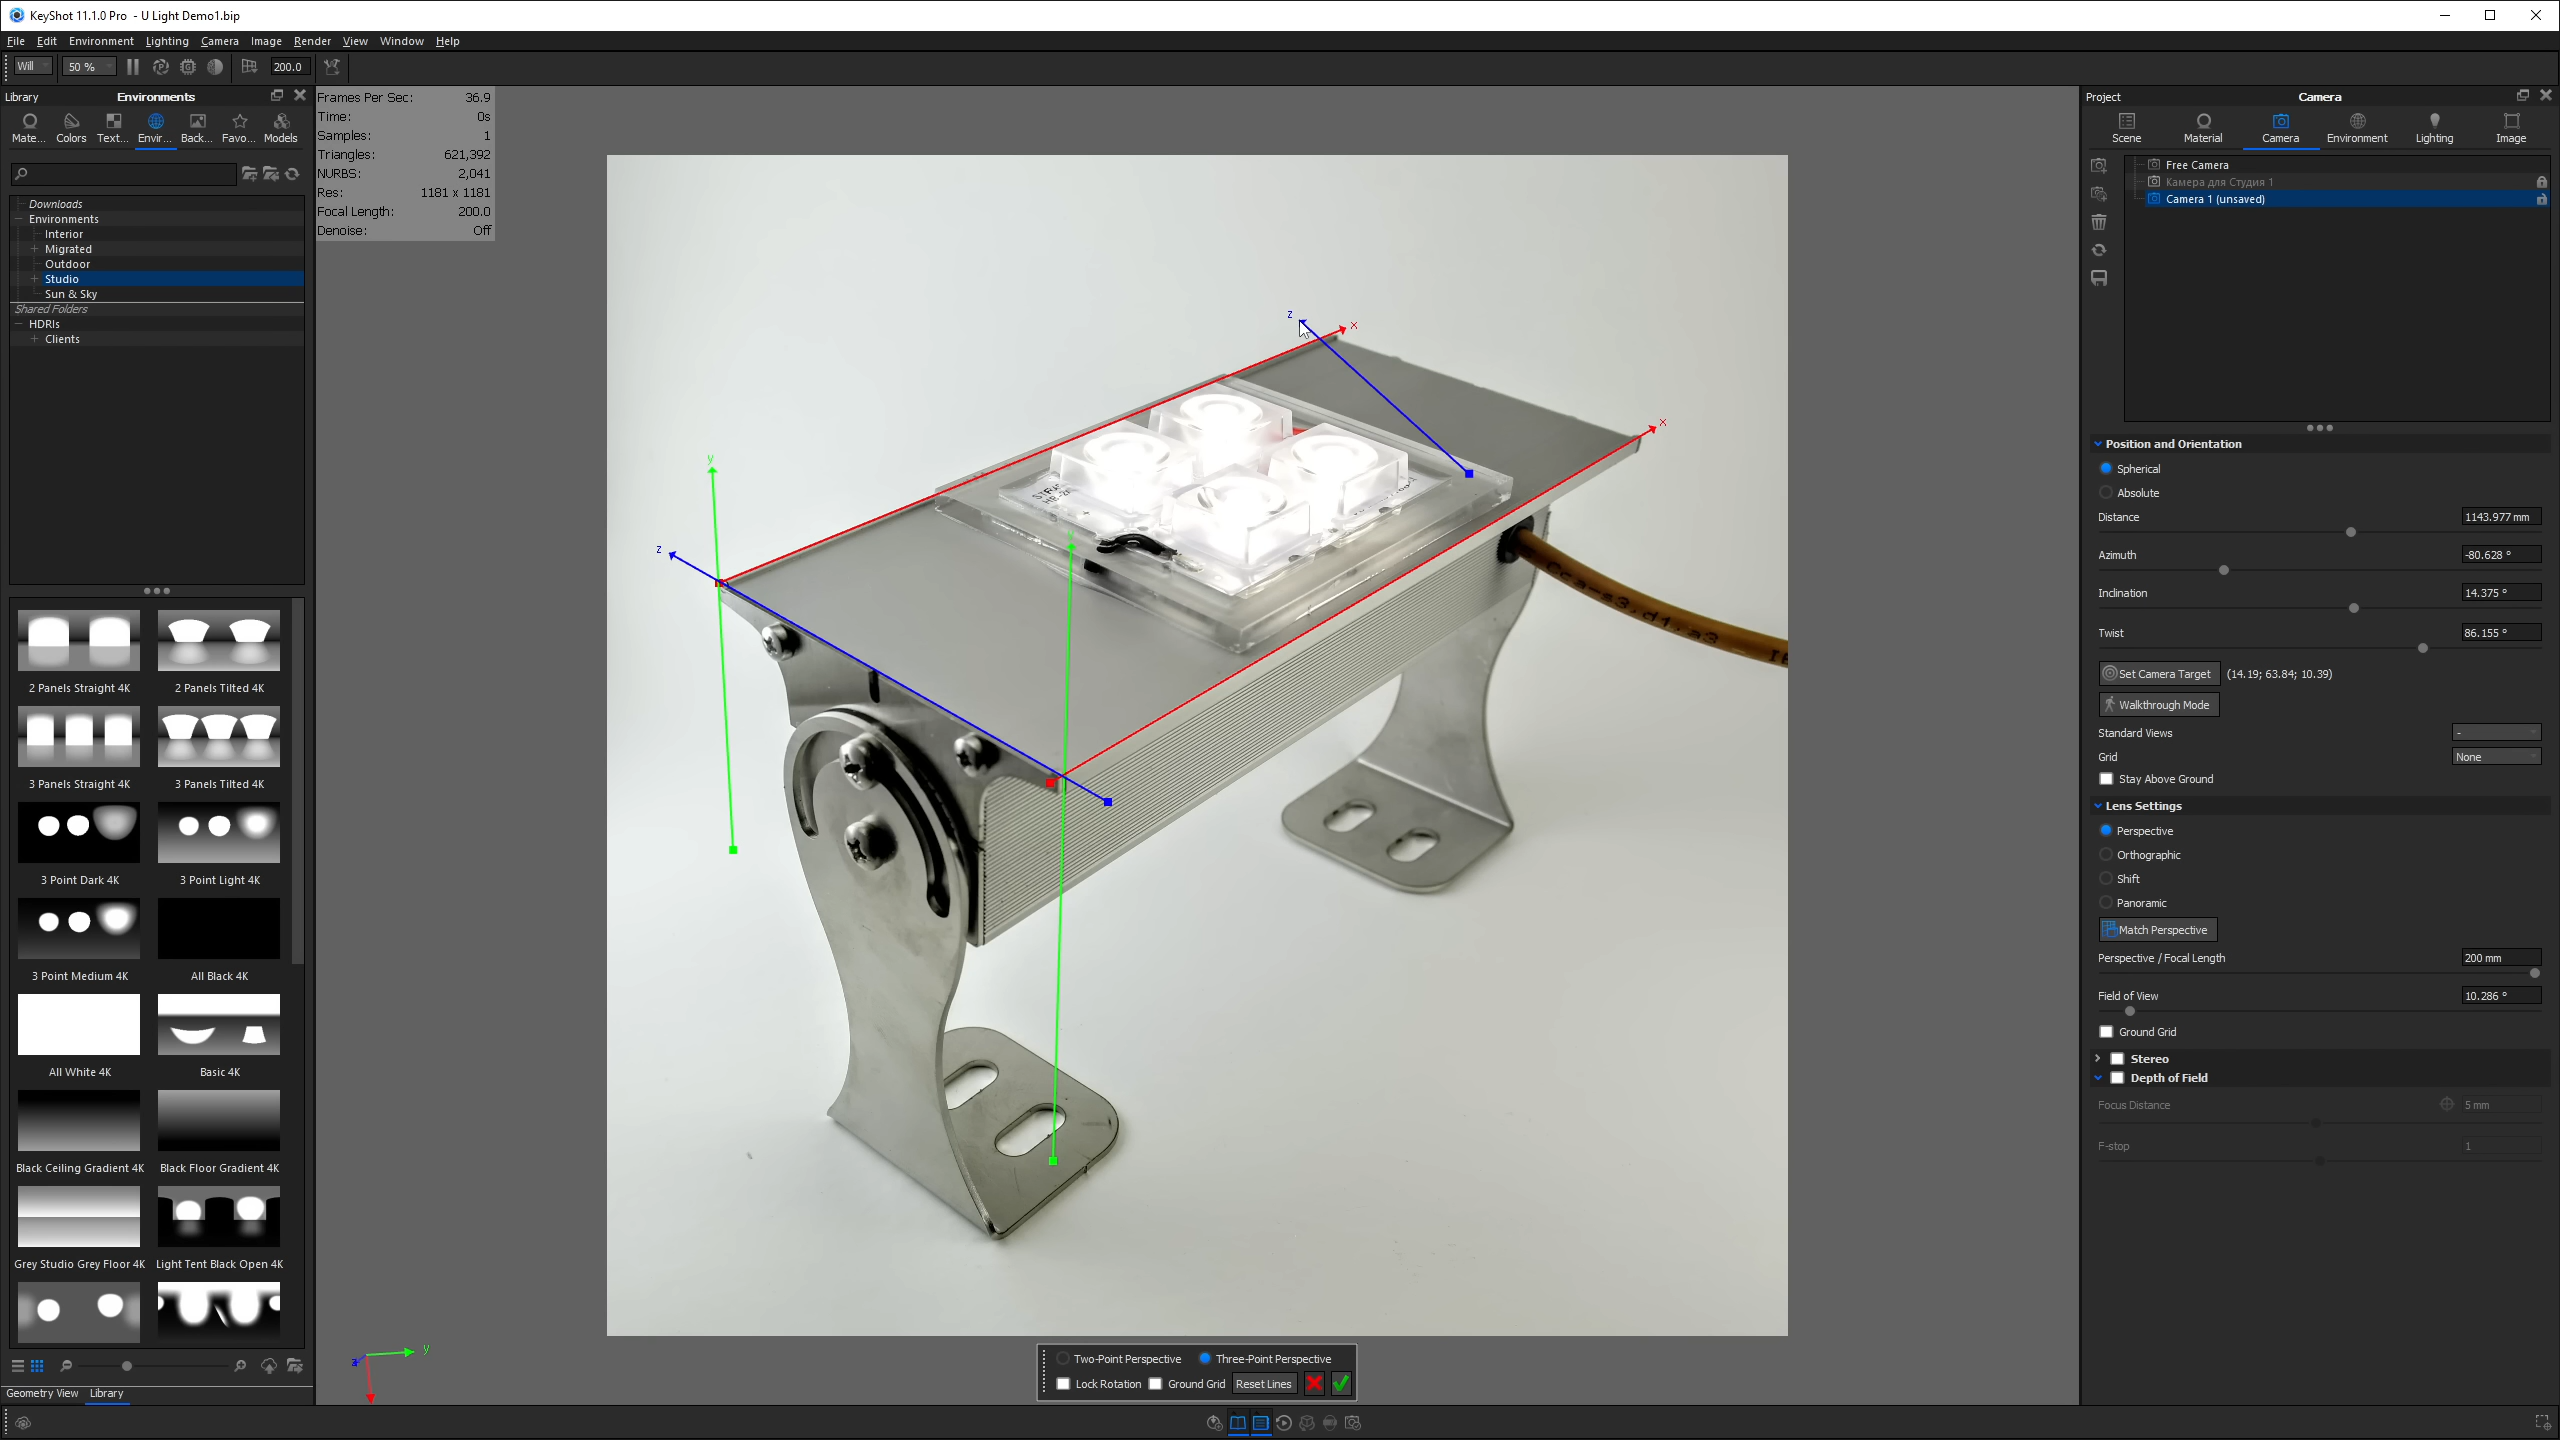 KeyShot 11.1.0 Pro - U Light Demo1.bip
File Edit Environment Lighting Camera Image Render View Window Help
Will 50 % 200.0
Library Environments
Mate... Colors Text... Envir... Back... Favo... Models
Downloads
Environments
Interior
Migrated
Outdoor
Studio
Sun & Sky
Shared Folders
HDRIs
Clients
2 Panels Straight 4K 2 Panels Tilted 4K
3 Panels Straight 4K 3 Panels Tilted 4K
3 Point Dark 4K 3 Point Light 4K
3 Point Medium 4K All Black 4K
All White 4K Basic 4K
Black Ceiling Gradient 4K Black Floor Gradient 4K
Grey Studio Grey Floor 4K Light Tent Black Open 4K
Geometry View Library
Frames Per Sec: 36.9
Time: 0s
Samples: 1
Triangles: 621,392
NURBS: 2,041
Res: 1181 x 1181
Focal Length: 200.0
Denoise: Off
z x
x
y
z
y
cca-s3.d1.a3
y
z
Two-Point Perspective Three-Point Perspective
Lock Rotation Ground Grid Reset Lines
Project Camera
Scene Material Camera Environment Lighting Image
Free Camera
Камера для Студия 1
Camera 1 (unsaved)
Position and Orientation
Spherical
Absolute
Distance 1143.977 mm
Azimuth -80.628 °
Inclination 14.375 °
Twist 86.155 °
Set Camera Target (14.19; 63.84; 10.39)
Walkthrough Mode
Standard Views -
Grid None
Stay Above Ground
Lens Settings
Perspective
Orthographic
Shift
Panoramic
Match Perspective
Perspective / Focal Length 200 mm
Field of View 10.286 °
Ground Grid
Stereo
Depth of Field
Focus Distance 5 mm
F-stop 1